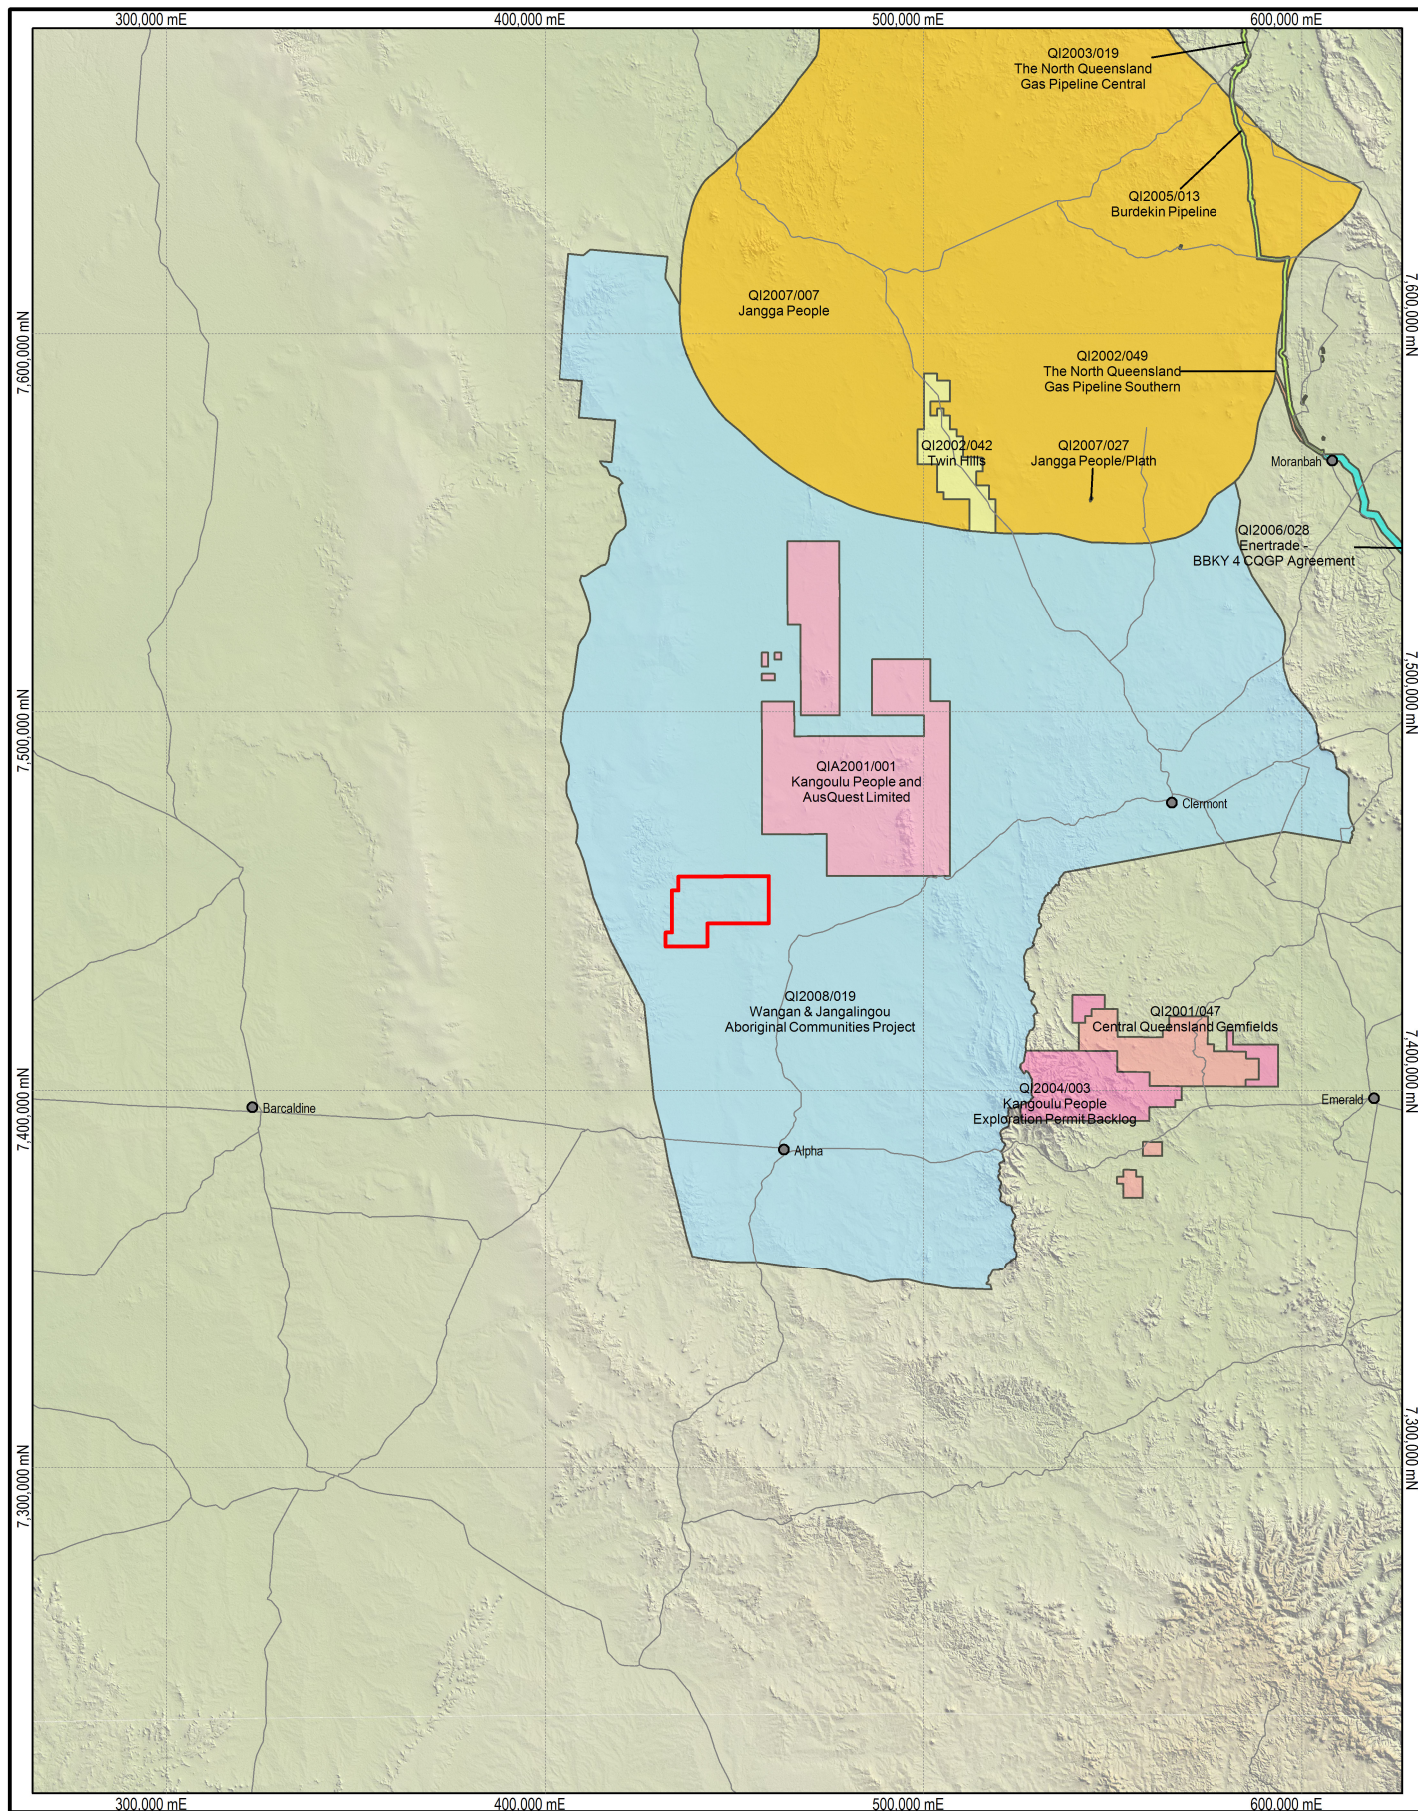 300,000 mE
400,000 mE
500,000 mE
600,000 mE
QI2003/019
The North Queensland
Gas Pipeline Central
QI2005/013
Burdekin Pipeline
QI2007/007
Jangga People
7,600,000 mN
7,600,000 mN
QI2002/049
The North Queensland
Gas Pipeline Southern
QI2002/042
Twin Hills
QI2007/027
Jangga People/Plath
Moranbah
QI2006/028
Enertrade -
BBKY 4 CQGP Agreement
7,500,000 mN
7,500,000 mN
QIA2001/001
Kangoulu People and
AusQuest Limited
Clermont
QI2008/019
Wangan & Jangalingou
Aboriginal Communities Project
QI2001/047
Central Queensland Gemfields
7,400,000 mN
7,400,000 mN
QI2004/003
Kangoulu People
Exploration Permit Backlog
Emerald
Barcaldine
Alpha
7,300,000 mN
7,300,000 mN
300,000 mE
400,000 mE
500,000 mE
600,000 mE